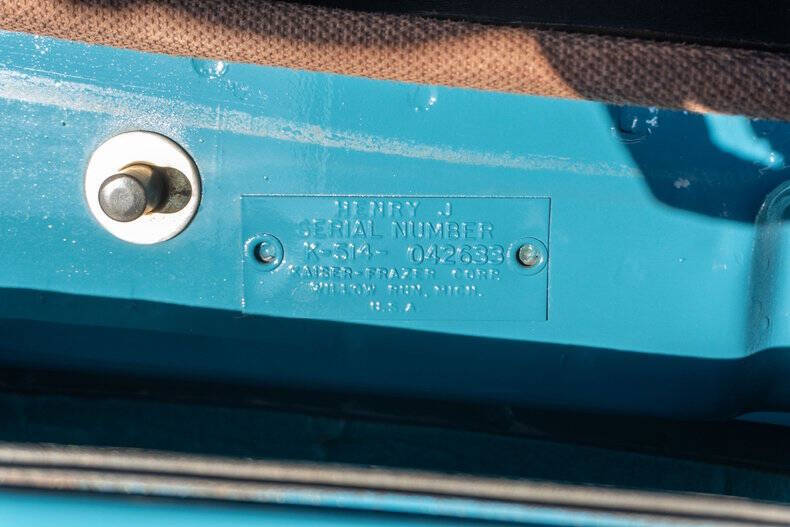 HENRY J
SERIAL NUMBER
K-514- 042633
KAISER-FRAZER CORP.
WILLOW RUN, MICH.
U.S.A.